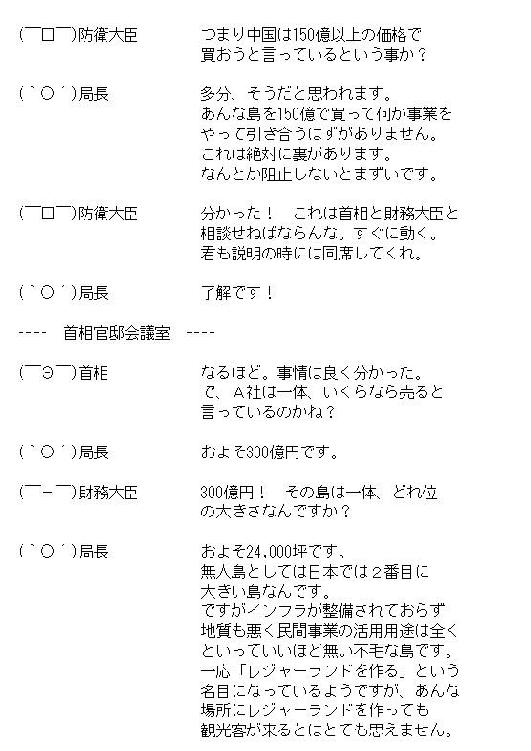 (￣□￣)防衛大臣 つまり中国は150億以上の価格で
買おうと言っているという事か？
(｀○´)局長 多分、そうだと思われます。
あんな島を150億で買って何か事業を
やって引き合うはずがありません。
これは絶対に裏があります。
なんとか阻止しないとまずいです。
(￣□￣)防衛大臣 分かった！ これは首相と財務大臣と
相談せねばならんな。すぐに動く。
君も説明の時には同席してくれ。
(｀○´)局長 了解です！
---- 首相官邸会議室 ----
(￣∋￣)首相 なるほど。事情は良く分かった。
で、Ａ社は一体、いくらなら売ると
言っているのかね？
(｀○´)局長 およそ300億円です。
(￣－￣)財務大臣 300億円！ その島は一体、どれ位
の大きさなんですか？
(｀○´)局長 およそ24,000坪です、
無人島としては日本では２番目に
大きい島なんです。
ですがインフラが整備されておらず
地質も悪く民間事業の活用用途は全く
といっていいほど無い不毛な島です。
一応「レジャーランドを作る」という
名目になっているようですが、あんな
場所にレジャーランドを作っても
観光客が来るとはとても思えません。